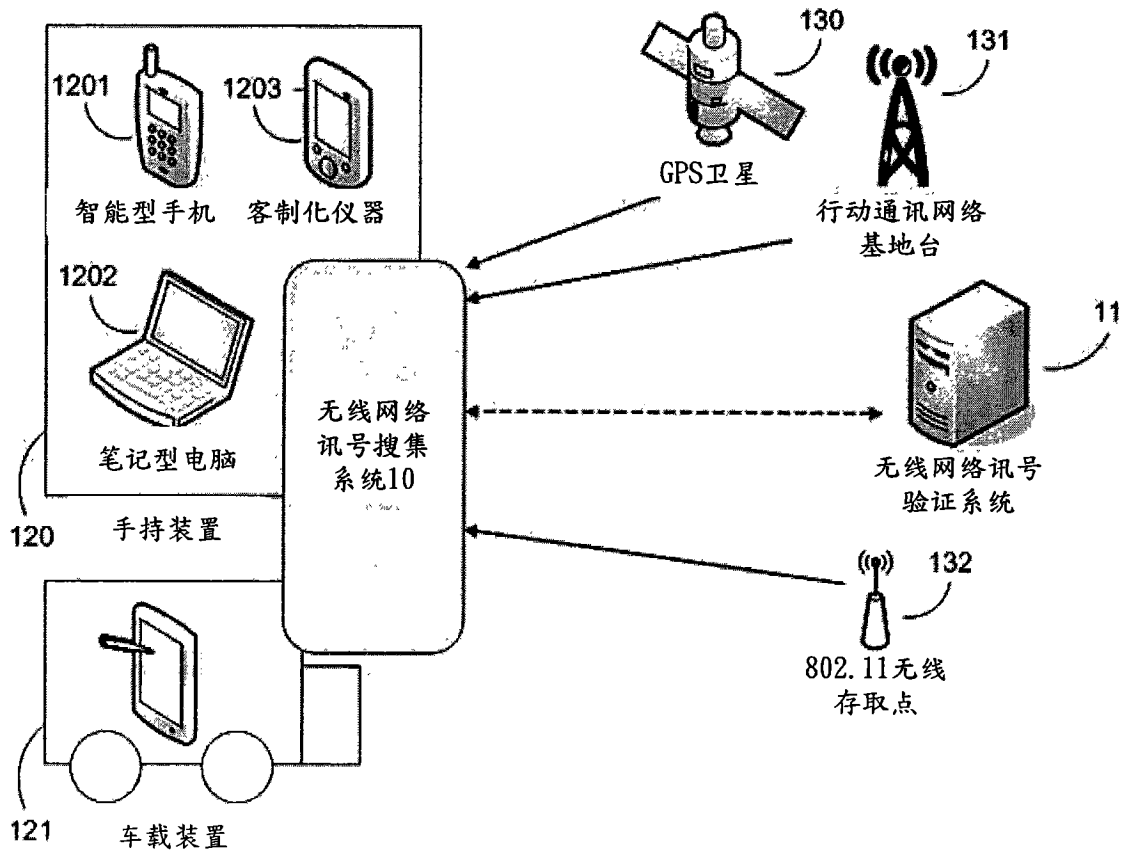 130
131
1201
1203
GPS卫星
智能型手机
客制化仪器
行动通讯网络
基地台
1202
11
无线网络
讯号搜集
系统10
笔记型电脑
无线网络讯号
验证系统
120
手持装置
132
802.11无线
存取点
121
车载装置